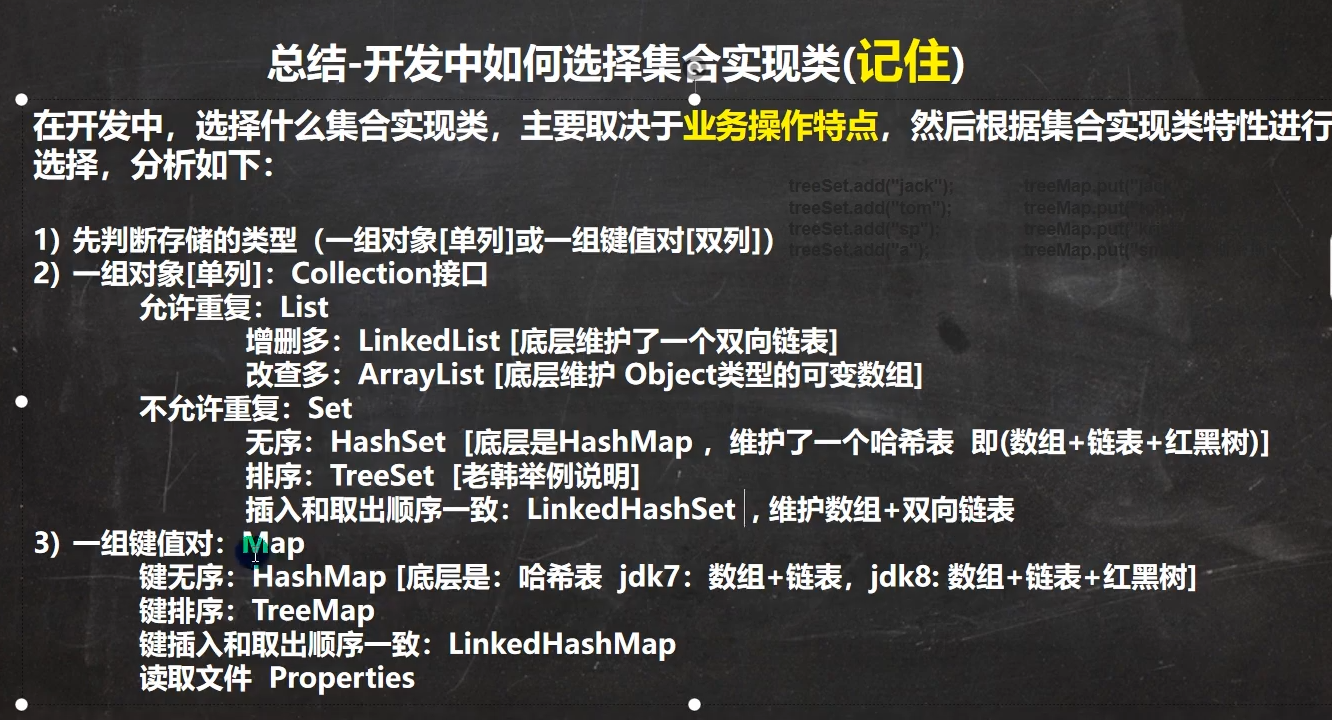 总结-开发中如何选择集合实现类(记住)
在开发中，选择什么集合实现类，主要取决于业务操作特点，然后根据集合实现类特性进行
选择，分析如下：
treeSet.add("jack");
treeSet.add("tom");
treeSet.add("sp");
treeSet.add("a");
treeMap.put("jack
treeMap.put("
treeMap.put("
treeMap.put("
1) 先判断存储的类型（一组对象[单列]或一组键值对[双列]）
2) 一组对象[单列]：Collection接口
允许重复：List
增删多：LinkedList [底层维护了一个双向链表]
改查多：ArrayList [底层维护 Object类型的可变数组]
不允许重复：Set
无序：HashSet [底层是HashMap ，维护了一个哈希表 即(数组+链表+红黑树)]
排序：TreeSet [老韩举例说明]
插入和取出顺序一致：LinkedHashSet , 维护数组+双向链表
3) 一组键值对：Map
键无序：HashMap [底层是：哈希表 jdk7：数组+链表，jdk8: 数组+链表+红黑树]
键排序：TreeMap
键插入和取出顺序一致：LinkedHashMap
读取文件 Properties